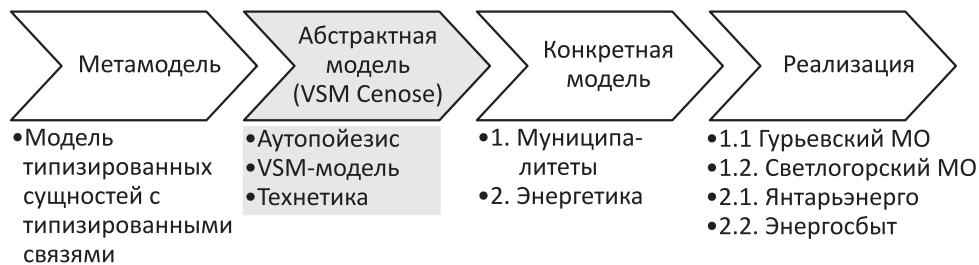 Метамодель
Абстрактная
модель
(VSM Cenose)
Конкретная
модель
Реализация
•Модель
типизированных
сущностей с
типизированными
связями
•Аутопойезис
•VSM-модель
•Технетика
•1. Муниципа-
литеты
•2. Энергетика
•1.1 Гурьевский МО
•1.2. Светлогорский МО
•2.1. Янтарьэнерго
•2.2. Энергосбыт